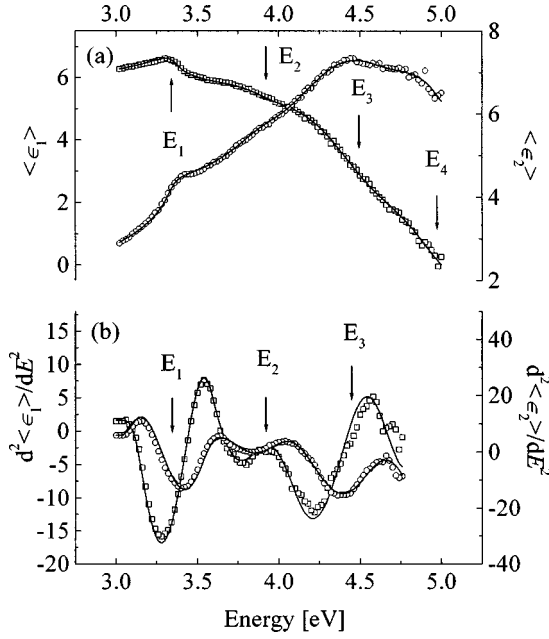 3.0 3.5 4.0 4.5 5.0
(a)
E₂
E₃
E₁
E₄
<ϵ₁>
6
4
2
0
<ϵ₂>
8
6
4
2
(b)
E₃
E₁
E₂
d²<ϵ₁>/dE²
15
10
5
0
-5
-10
-15
-20
d²<ϵ₂>/dE²
40
20
0
-20
-40
3.0 3.5 4.0 4.5 5.0
Energy [eV]